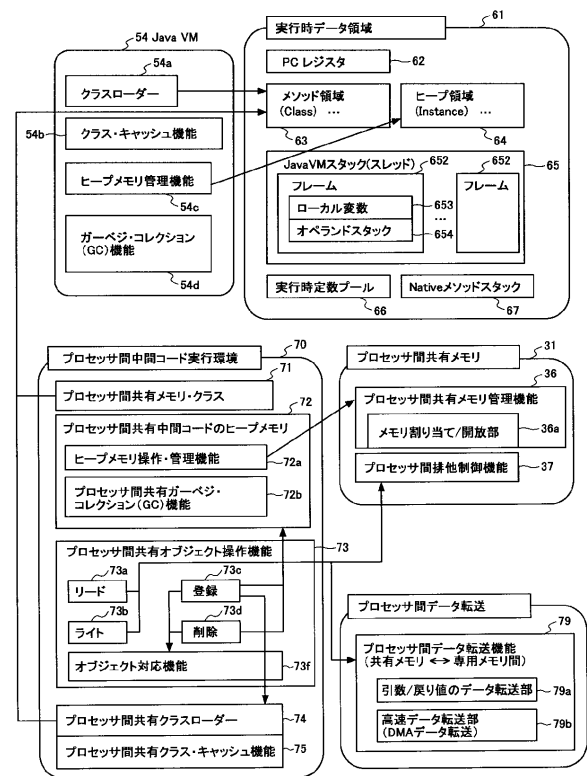 54 Java VM
54a
クラスローダー
54b
クラス・キャッシュ機能
ヒープメモリ管理機能
54c
ガーベジ・コレクション
(GC)機能
54d
実行時データ領域
61
PCレジスタ
62
メソッド領域
(Class) …
63
ヒープ領域
(Instance) …
64
JavaVMスタック(スレッド)
65
652
フレーム
ローカル変数
653
オペランドスタック
654
…
652
フレーム
実行時定数プール
66
Nativeメソッドスタック
67
プロセッサ間中間コード実行環境
70
71
プロセッサ間共有メモリ・クラス
72
プロセッサ間共有中間コードのヒープメモリ
ヒープメモリ操作・管理機能
72a
プロセッサ間共有ガーベジ・
コレクション(GC)機能
72b
プロセッサ間共有オブジェクト操作機能
73
73a
リード
73b
ライト
73c
登録
73d
削除
オブジェクト対応機能
73f
プロセッサ間共有クラスローダー
74
プロセッサ間共有クラス・キャッシュ機能
75
プロセッサ間共有メモリ
31
36
プロセッサ間共有メモリ管理機能
メモリ割り当て/開放部
36a
プロセッサ間排他制御機能
37
プロセッサ間データ転送
79
プロセッサ間データ転送機能
(共有メモリ ⟷ 専用メモリ間)
引数/戻り値のデータ転送部
79a
高速データ転送部
(DMAデータ転送)
79b